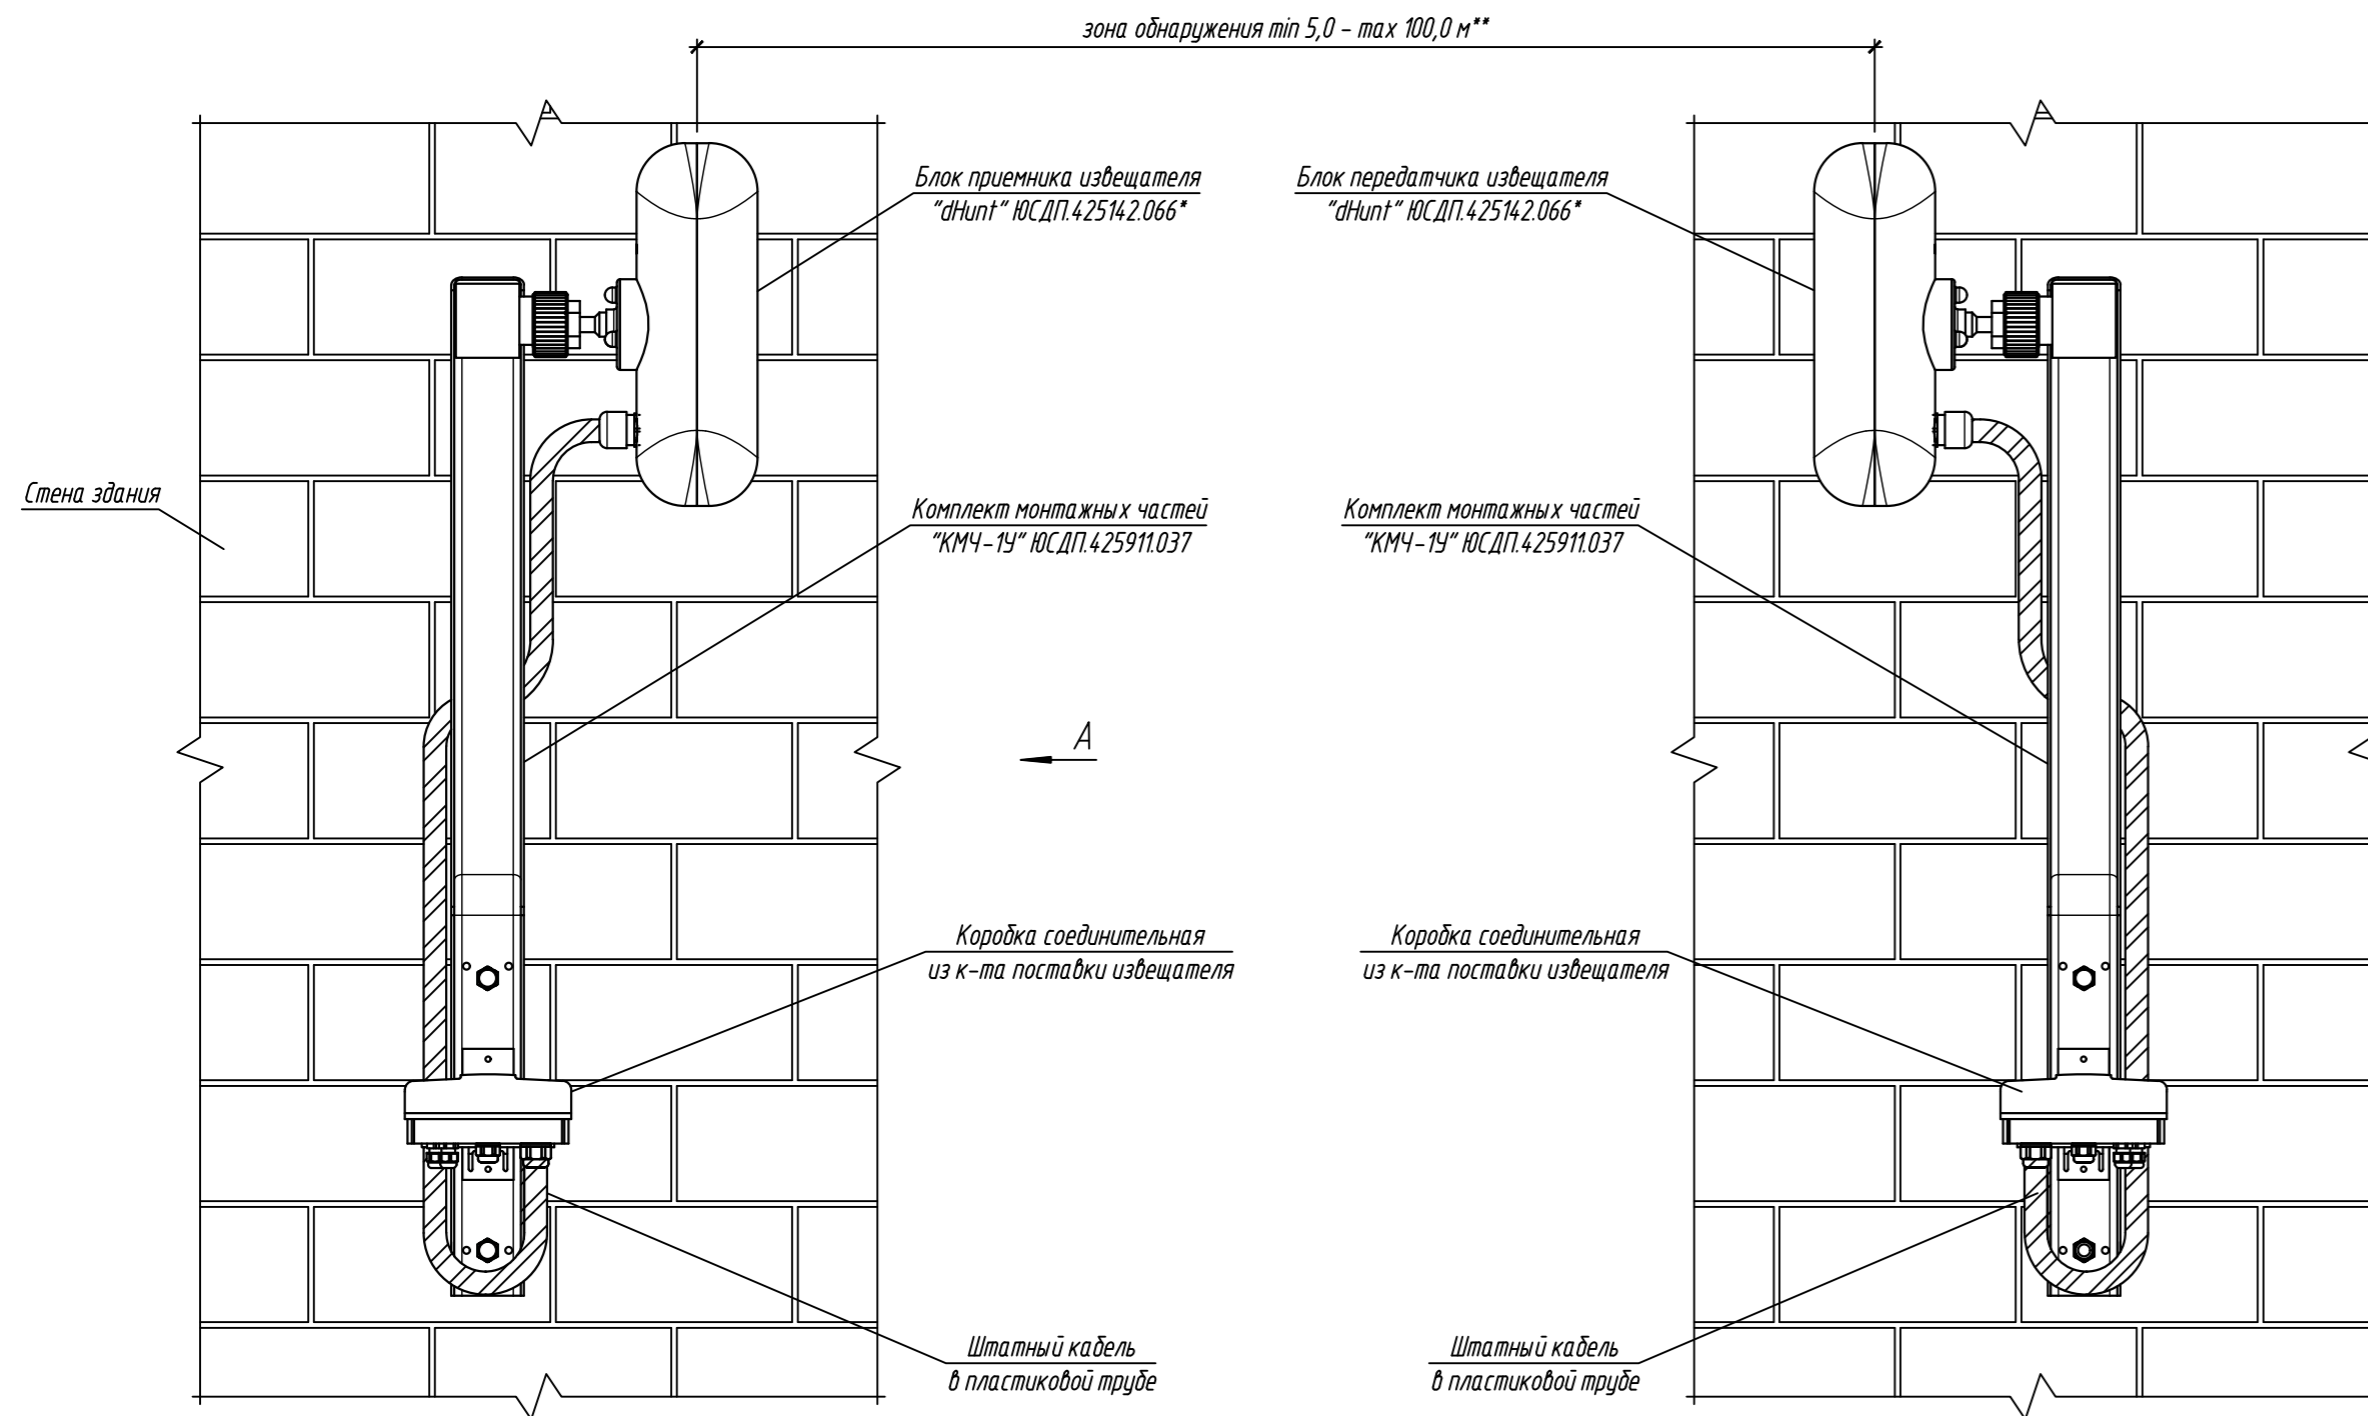 зона обнаружения min 5,0 - max 100,0 м**
Блок приемника извещателя
"dHunt" ЮСДП.425142.066*
Блок передатчика извещателя
"dHunt" ЮСДП.425142.066*
Стена здания
Комплект монтажных частей
"КМЧ-1У" ЮСДП.425911.037
Комплект монтажных частей
"КМЧ-1У" ЮСДП.425911.037
А
Коробка соединительная
из к-та поставки извещателя
Коробка соединительная
из к-та поставки извещателя
Штатный кабель
в пластиковой трубе
Штатный кабель
в пластиковой трубе